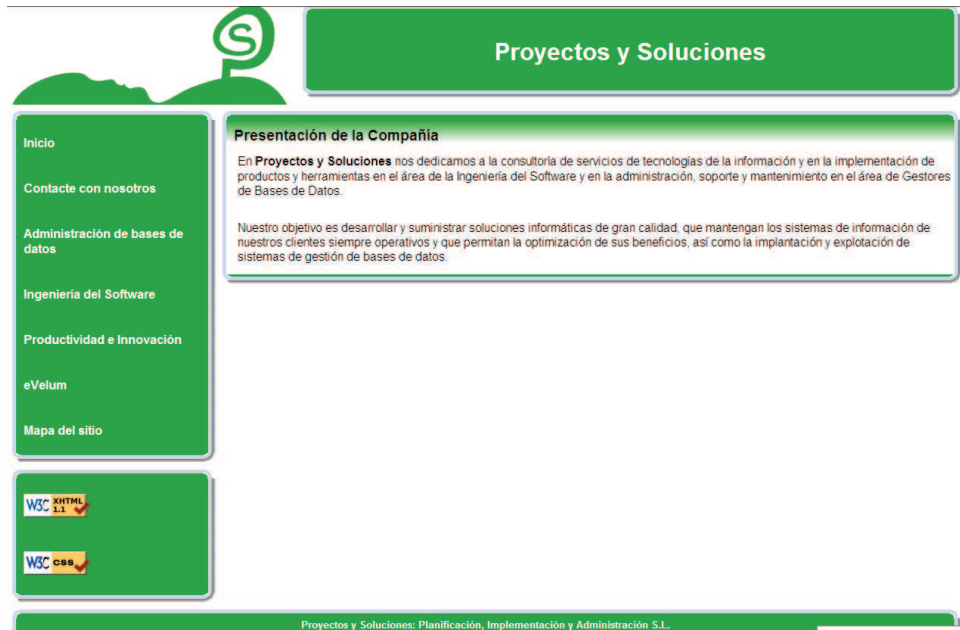 Proyectos y Soluciones
Inicio
Contacte con nosotros
Administración de bases de
datos
Ingeniería del Software
Productividad e Innovación
eVelum
Mapa del sitio
W3C XHTML
1.1
W3C css
Presentación de la Compañía
En Proyectos y Soluciones nos dedicamos a la consultoría de servicios de tecnologías de la información y en la implementación de
productos y herramientas en el área de la Ingeniería del Software y en la administración, soporte y mantenimiento en el área de Gestores
de Bases de Datos.
Nuestro objetivo es desarrollar y suministrar soluciones informáticas de gran calidad, que mantengan los sistemas de información de
nuestros clientes siempre operativos y que permitan la optimización de sus beneficios, así como la implantación y explotación de
sistemas de gestión de bases de datos.
Proyectos y Soluciones: Planificación, Implementación y Administración S.L.